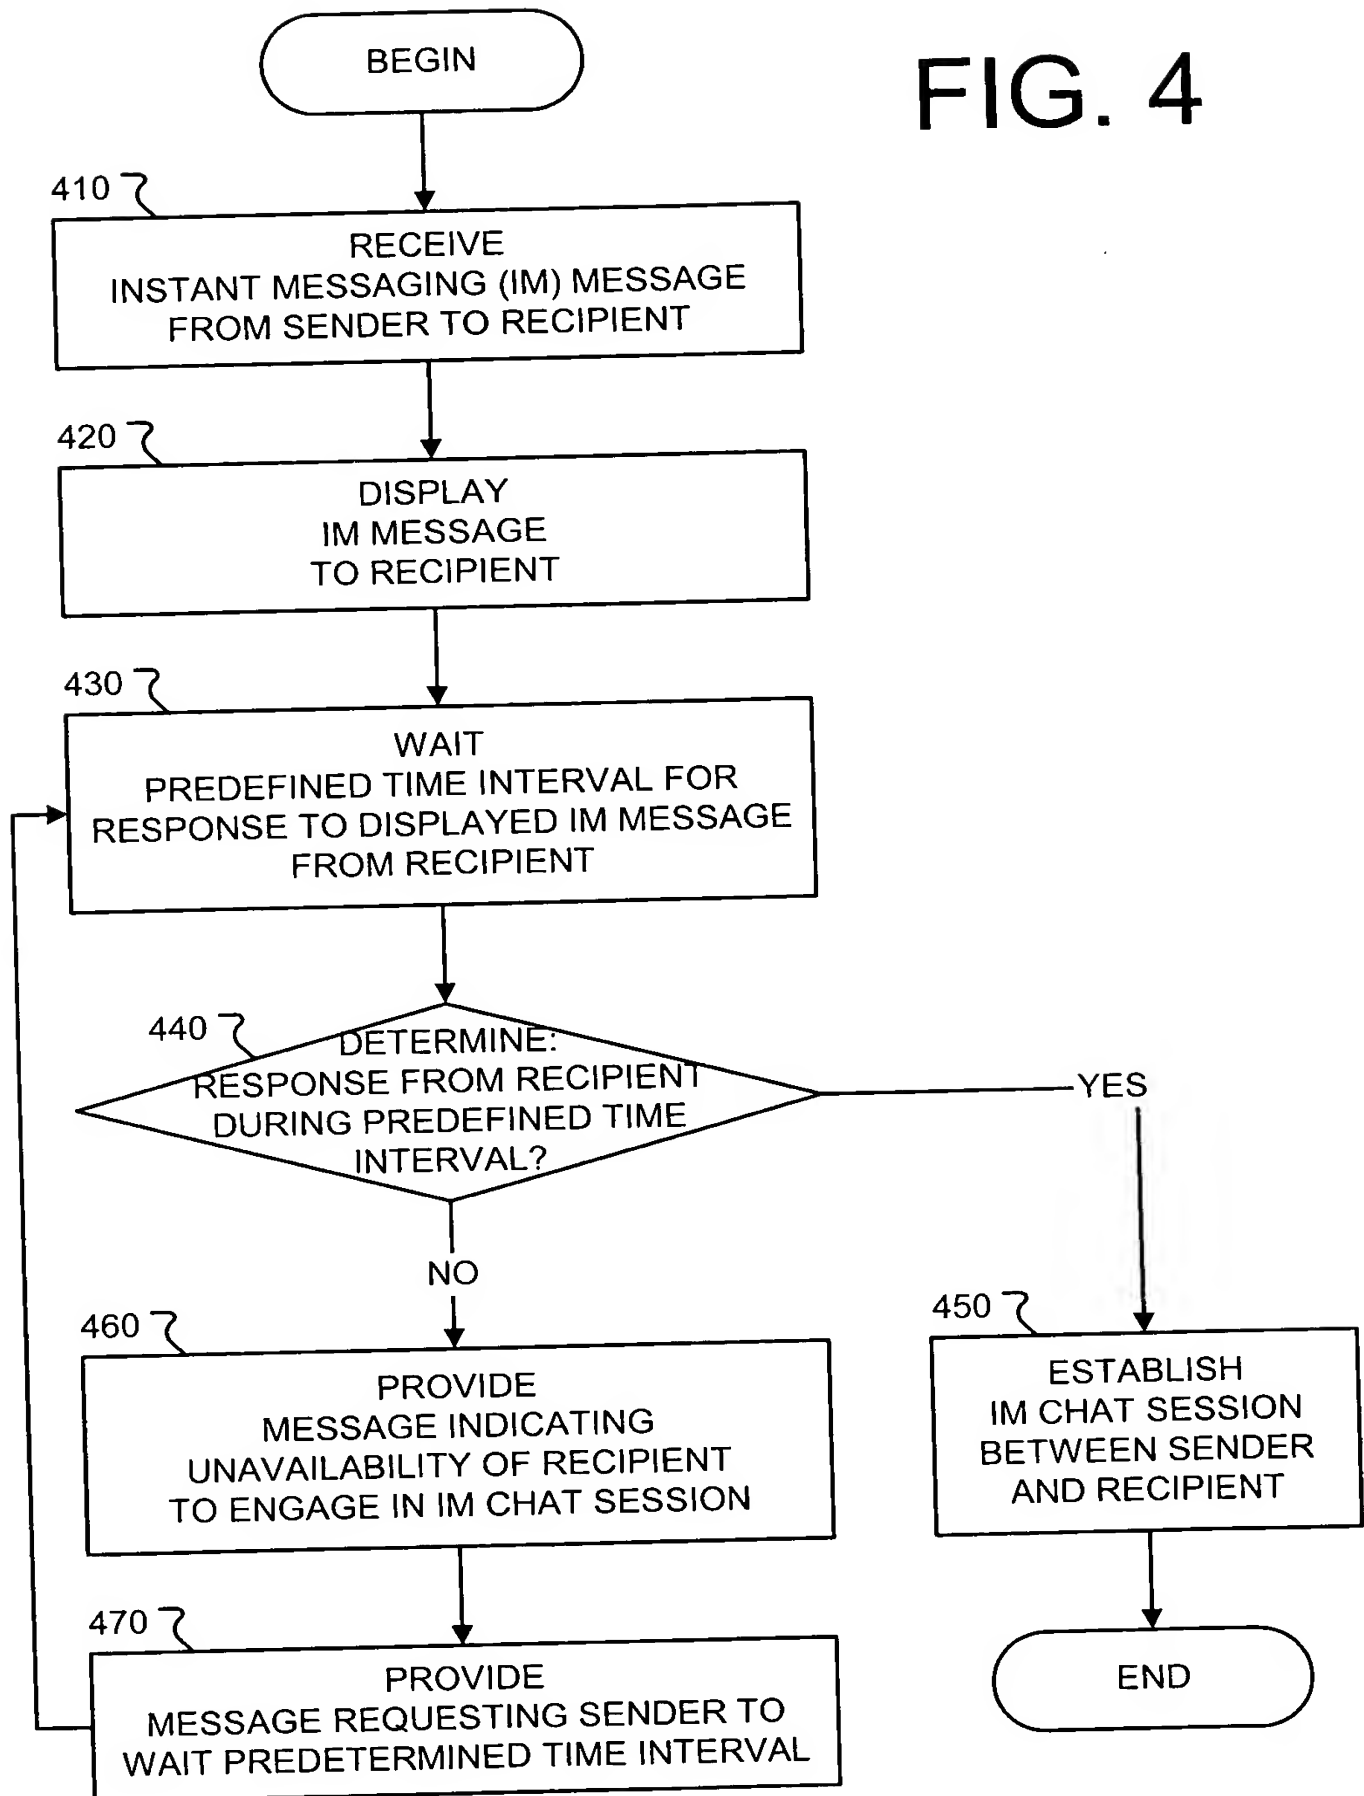 BEGIN
FIG. 4
410
RECEIVE
INSTANT MESSAGING (IM) MESSAGE
FROM SENDER TO RECIPIENT
420
DISPLAY
IM MESSAGE
TO RECIPIENT
430
WAIT
PREDEFINED TIME INTERVAL FOR
RESPONSE TO DISPLAYED IM MESSAGE
FROM RECIPIENT
440
DETERMINE:
RESPONSE FROM RECIPIENT
DURING PREDEFINED TIME
INTERVAL?
YES
NO
460
PROVIDE
MESSAGE INDICATING
UNAVAILABILITY OF RECIPIENT
TO ENGAGE IN IM CHAT SESSION
450
ESTABLISH
IM CHAT SESSION
BETWEEN SENDER
AND RECIPIENT
470
PROVIDE
MESSAGE REQUESTING SENDER TO
WAIT PREDETERMINED TIME INTERVAL
END